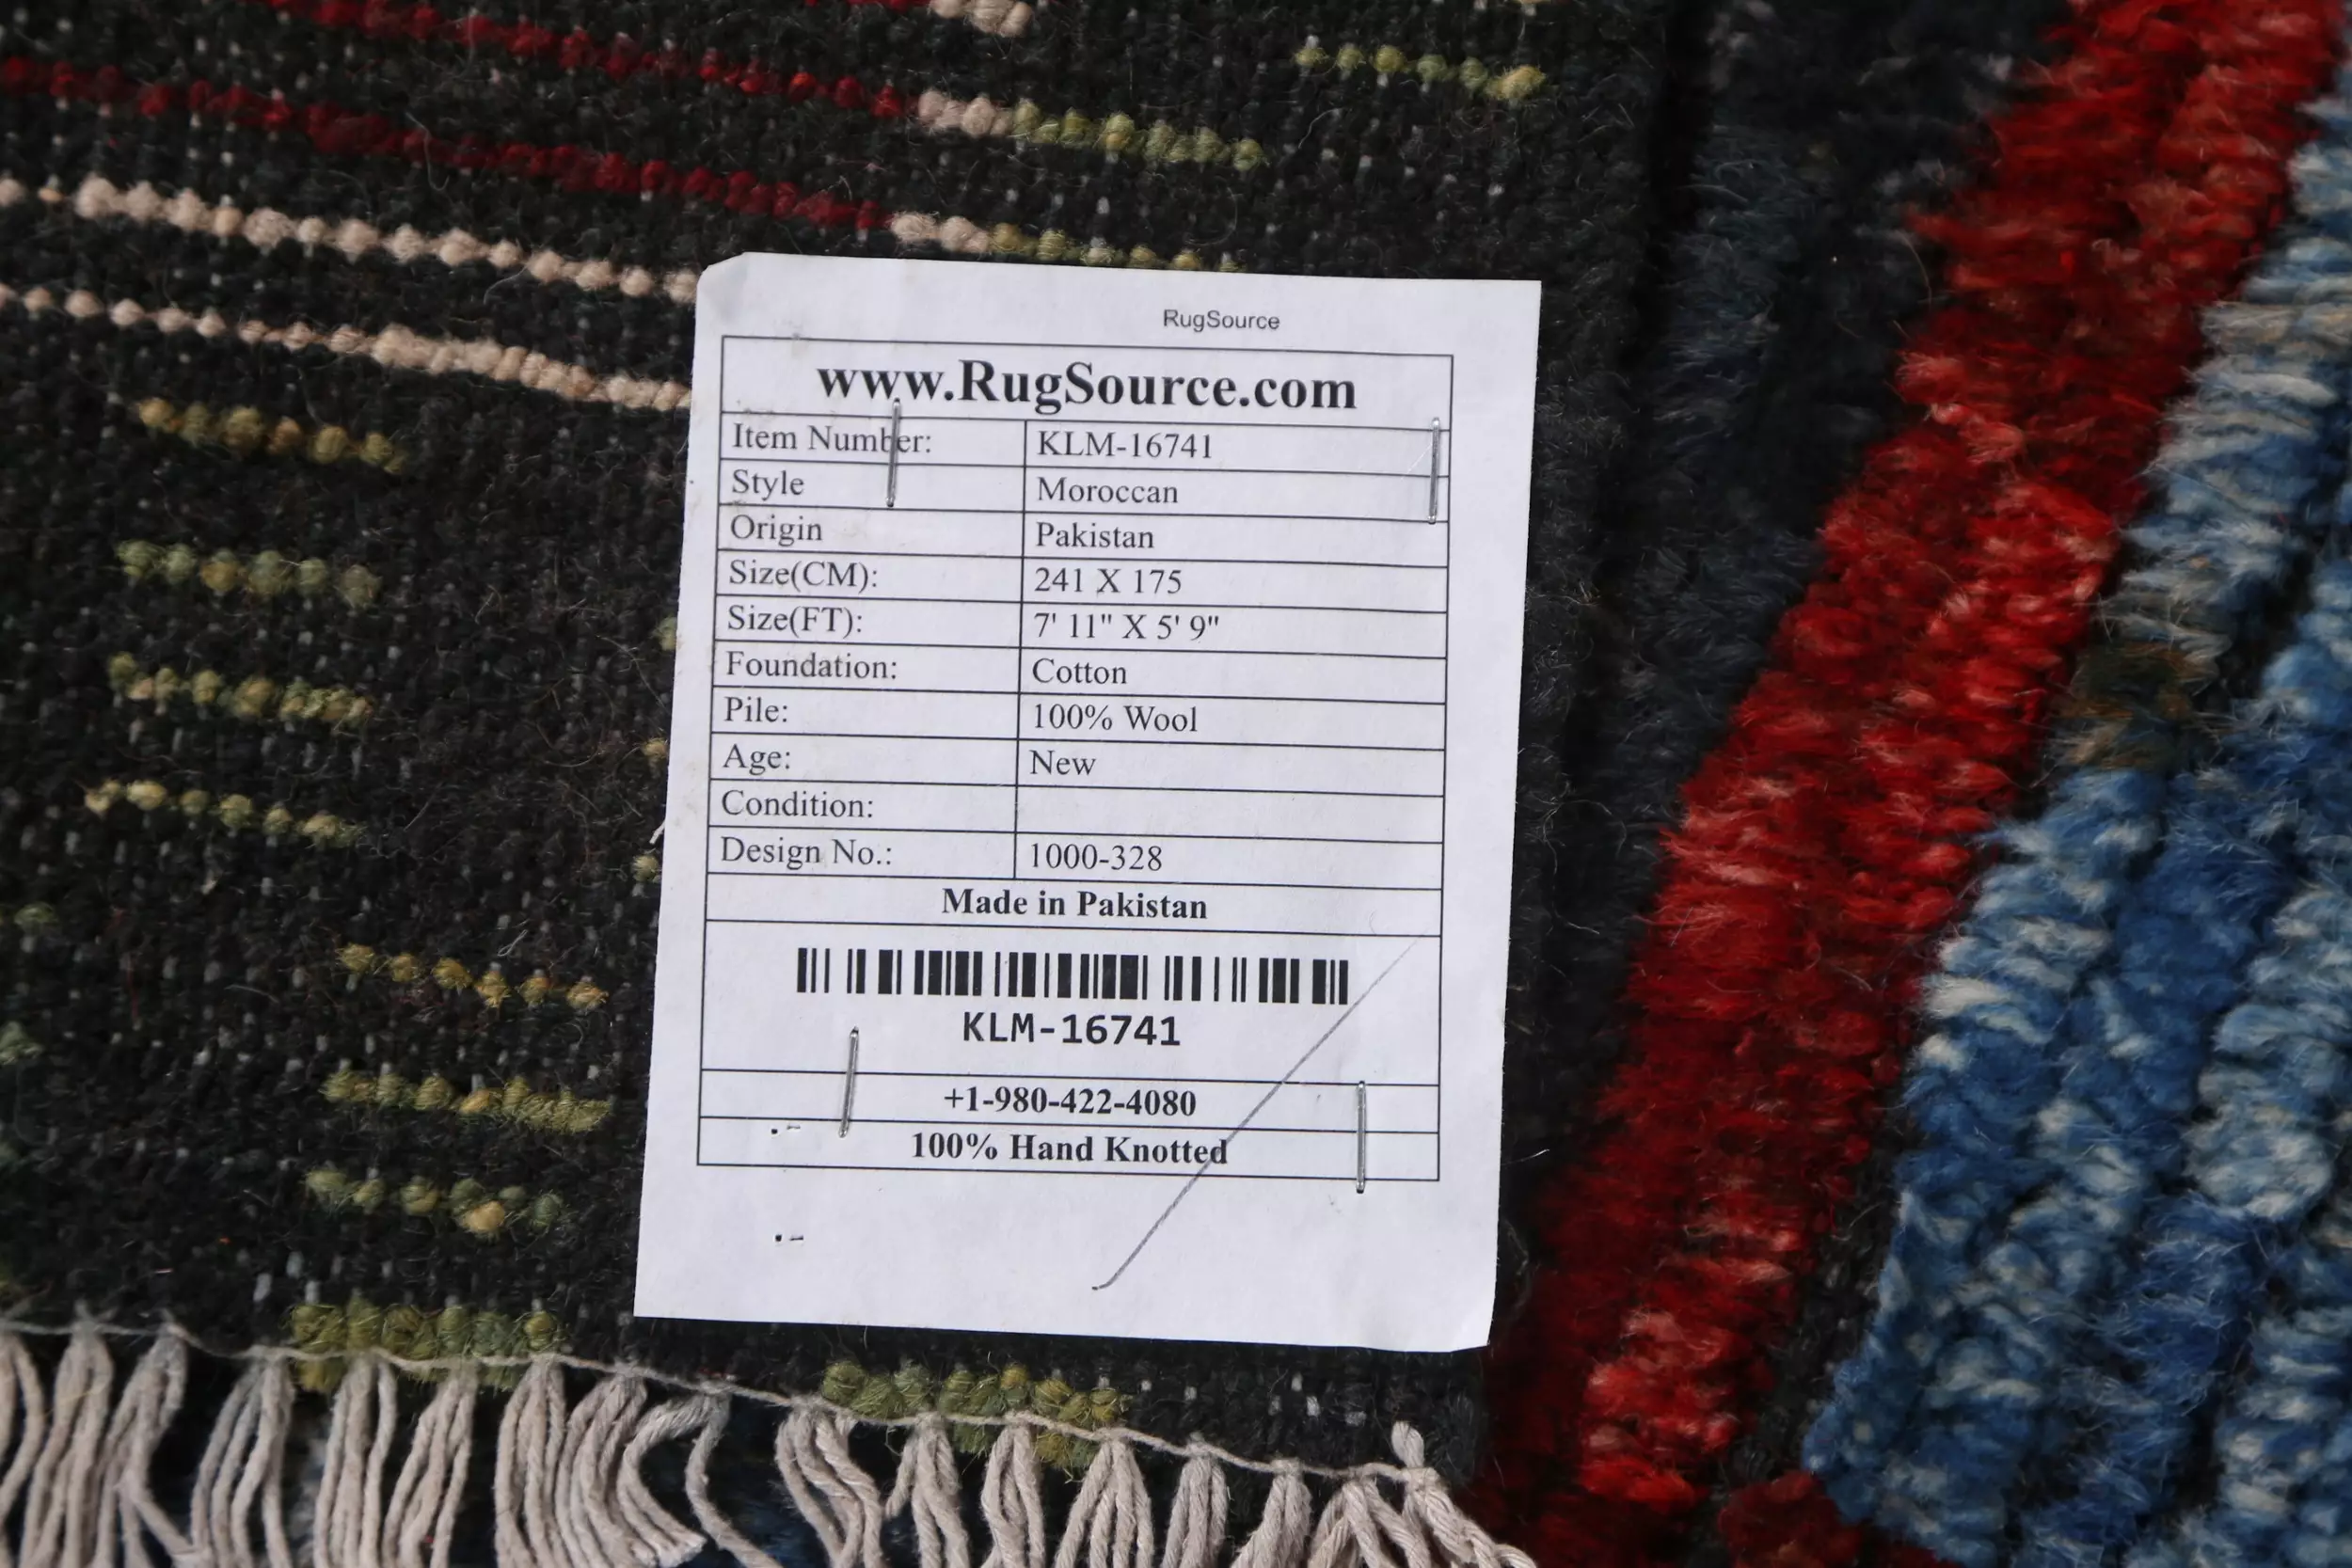 RugSource
www.RugSource.com
Item Number: KLM-16741
Style Moroccan
Origin Pakistan
Size(CM): 241 X 175
Size(FT): 7' 11" X 5' 9"
Foundation: Cotton
Pile: 100% Wool
Age: New
Condition:
Design No.: 1000-328
Made in Pakistan
KLM-16741
+1-980-422-4080
100% Hand Knotted